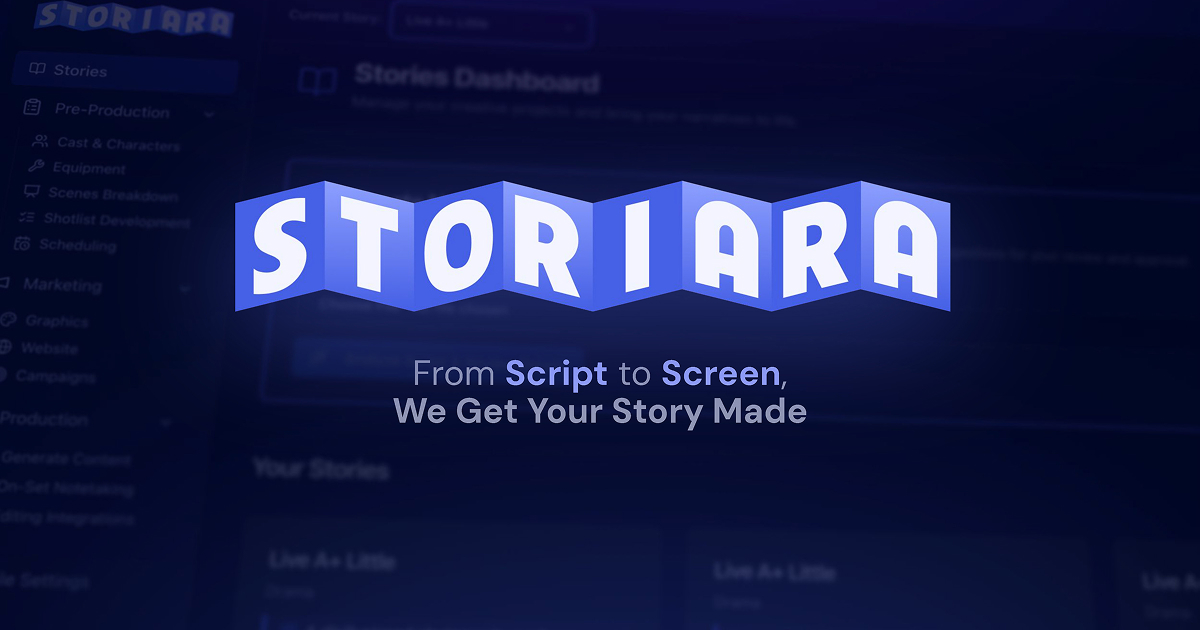 STORIARA
Current Story:
Live A+ Little
Stories
Pre-Production
Cast & Characters
Equipment
Scenes Breakdown
Shotlist Development
Scheduling
Marketing
Graphics
Website
Campaigns
Production
Generate Content
On-Set Notetaking
Editing Integrations
Settings
Stories Dashboard
Manage your creative projects and bring your narratives to life
STORIARA
From Script to Screen,
We Get Your Story Made
Your Stories
Live A+ Little
Drama
Live A+ Little
Drama
Live A+
Drama